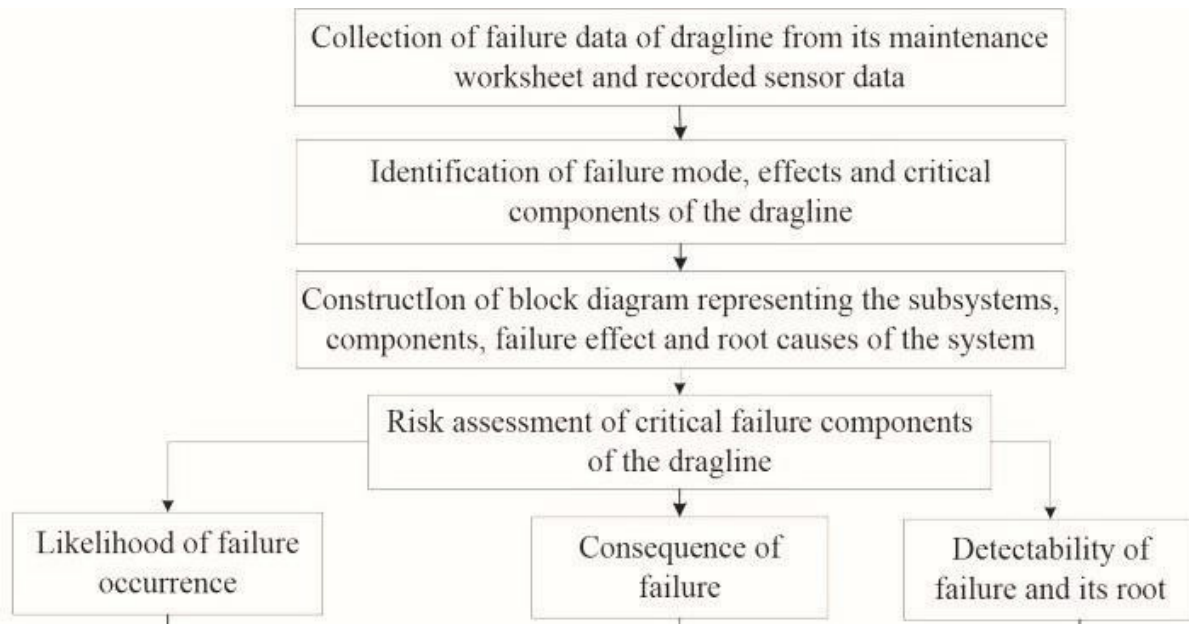 Collection of failure data of dragline from its maintenance
worksheet and recorded sensor data
Identification of failure mode, effects and critical
components of the dragline
ConstructIon of block diagram representing the subsystems,
components, failure effect and root causes of the system
Risk assessment of critical failure components
of the dragline
Likelihood of failure
occurrence
Consequence of
failure
Detectability of
failure and its root